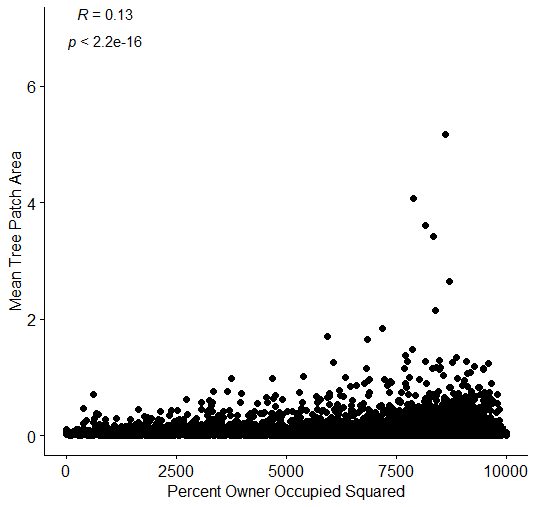 R = 0.13
p < 2.2e-16
6
4
2
0
Mean Tree Patch Area
0 2500 5000 7500 10000
Percent Owner Occupied Squared